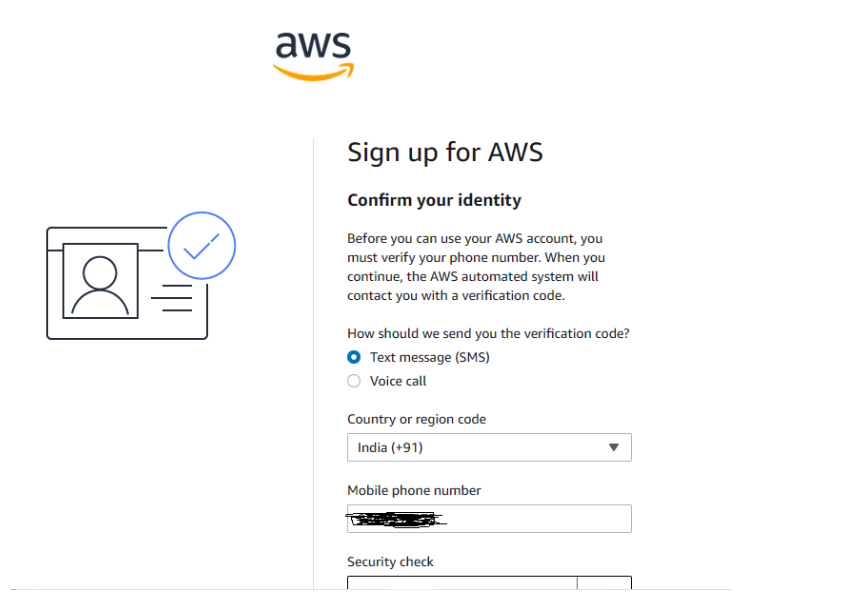 aws
Sign up for AWS
Confirm your identity
Before you can use your AWS account, you
must verify your phone number. When you
continue, the AWS automated system will
contact you with a verification code.
How should we send you the verification code?
Text message (SMS)
Voice call
Country or region code
India (+91)
Mobile phone number
Security check